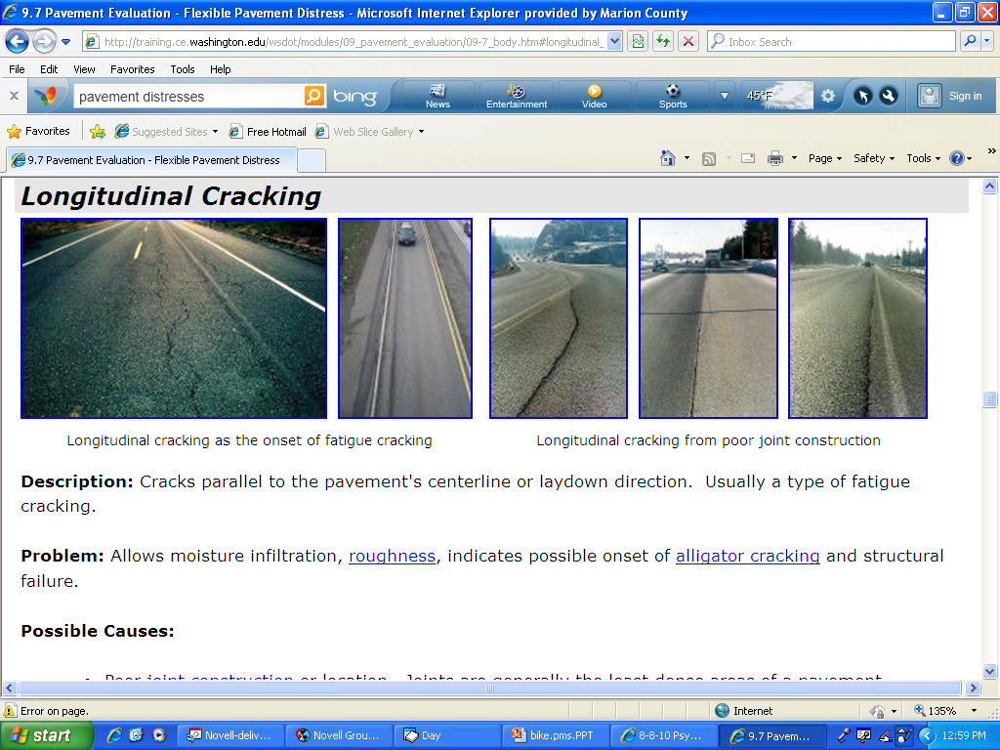 9.7 Pavement Evaluation - Flexible Pavement Distress - Microsoft Internet Explorer provided by Marion County
http://training.ce.washington.edu/wsdot/modules/09_pavement_evaluation/09-7_body.htm#longitudinal_
Inbox Search
File Edit View Favorites Tools Help
pavement distresses
bing
News Entertainment Video Sports
45°F
Sign in
Favorites Suggested Sites Free Hotmail Web Slice Gallery
9.7 Pavement Evaluation - Flexible Pavement Distress
Page Safety Tools
Longitudinal Cracking
Longitudinal cracking as the onset of fatigue cracking Longitudinal cracking from poor joint construction
Description: Cracks parallel to the pavement's centerline or laydown direction. Usually a type of fatigue
cracking.
Problem: Allows moisture infiltration, roughness, indicates possible onset of alligator cracking and structural
failure.
Possible Causes:
• Poor joint construction or location. Joints are generally the least dense areas of a pavement.
Error on page. Internet 135%
start Novell-deliv... Novell Grou... Day bike.pms.PPT 8-8-10 Psy... 9.7 Pavem... 12:59 PM